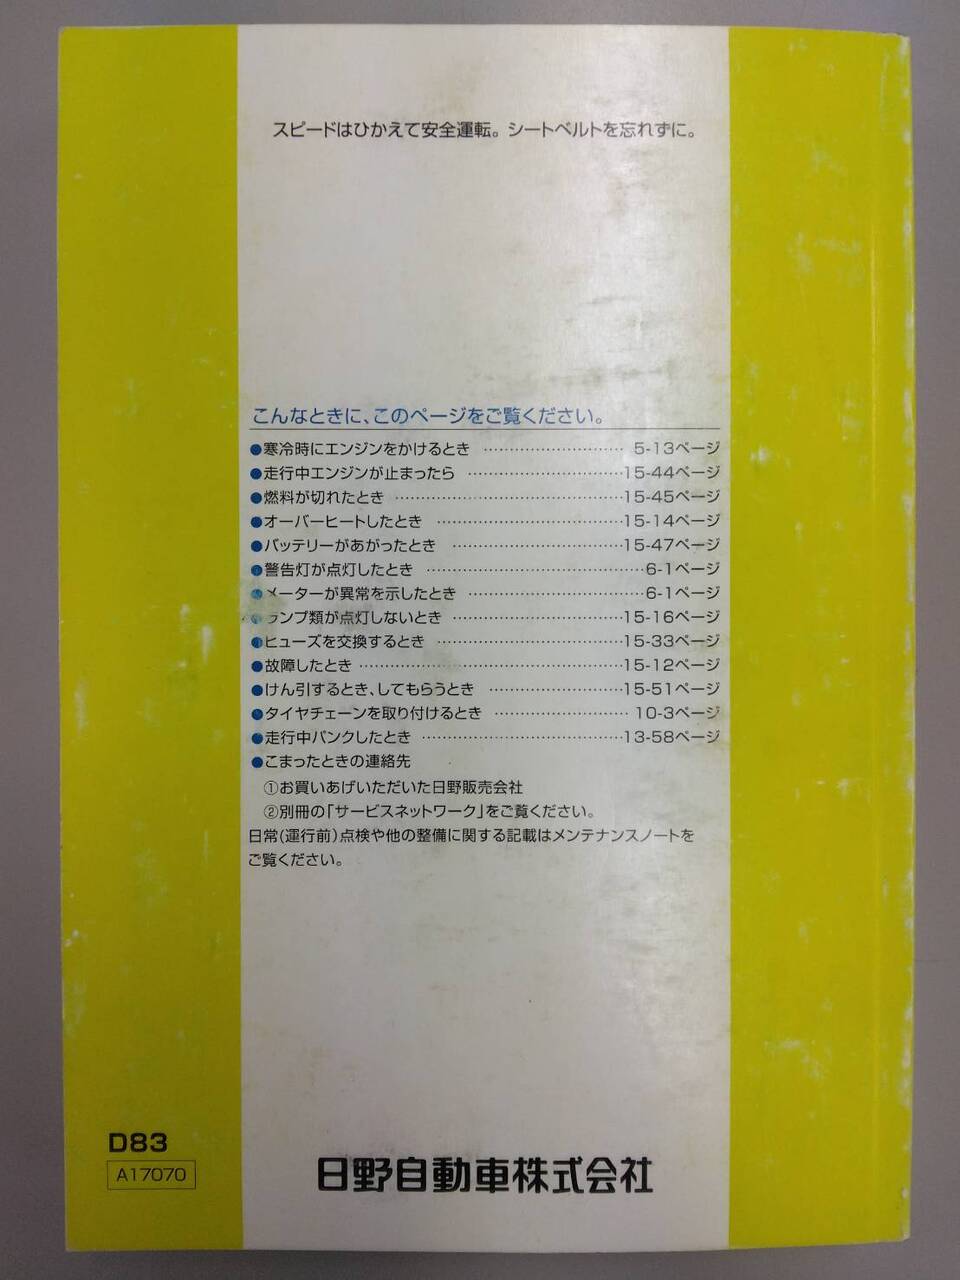 スピードはひかえて安全運転。シートベルトを忘れずに。
こんなときに、このページをご覧ください。
●寒冷時にエンジンをかけるとき ………………………… 5-13ページ
●走行中エンジンが止まったら ………………………… 15-44ページ
●燃料が切れたとき ………………………… 15-45ページ
●オーバーヒートしたとき ………………………… 15-14ページ
●バッテリーがあがったとき ………………………… 15-47ページ
●警告灯が点灯したとき ………………………… 6-1ページ
●メーターが異常を示したとき ………………………… 6-1ページ
●ランプ類が点灯しないとき ………………………… 15-16ページ
●ヒューズを交換するとき ………………………… 15-33ページ
●故障したとき ………………………… 15-12ページ
●けん引するとき、してもらうとき ………………………… 15-51ページ
●タイヤチェーンを取り付けるとき ………………………… 10-3ページ
●走行中パンクしたとき ………………………… 13-58ページ
●こまったときの連絡先
①お買いあげいただいた日野販売会社
②別冊の「サービスネットワーク」をご覧ください。
日常(運行前)点検や他の整備に関する記載はメンテナンスノートを
ご覧ください。
D83
A17070
日野自動車株式会社